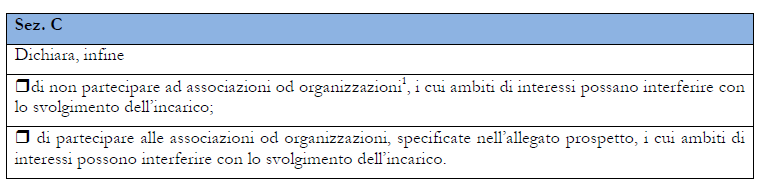 Sez. C
Dichiara, infine
❒di non partecipare ad associazioni od organizzazioni¹, i cui ambiti di interessi possano interferire con
lo svolgimento dell'incarico;
❒ di partecipare alle associazioni od organizzazioni, specificate nell'allegato prospetto, i cui ambiti di
interessi possono interferire con lo svolgimento dell'incarico.